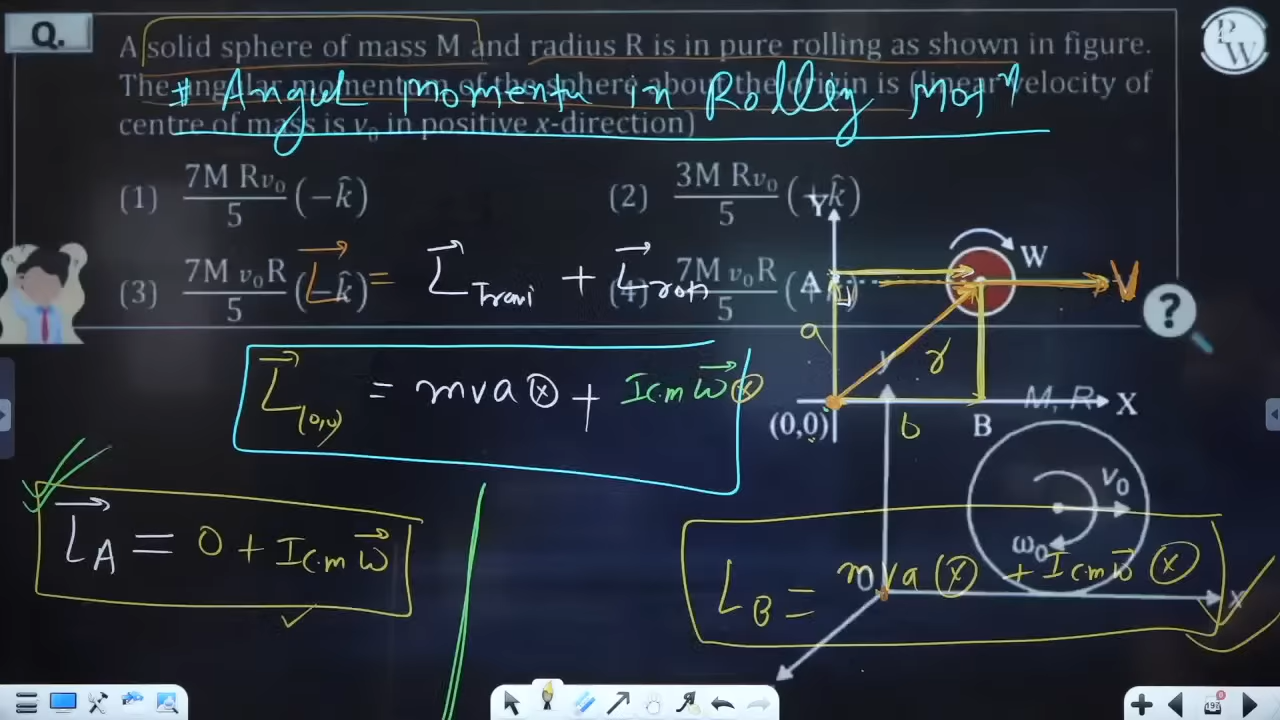 Q.
PW
A solid sphere of mass M and radius R is in pure rolling as shown in figure.
The angular momentum of the sphere about the origin is (linear velocity of
centre of mass is v₀ in positive x-direction)
# Angul momentu in Rolling Motⁿ
(1) 7M Rv₀/5 (−k̂)
(2) 3M Rv₀/5 (+k̂)
(3) 7M v₀R/5 (−k̂)
(4) 7M v₀R/5
L⃗ = L⃗Trans + L⃗rotn
L⃗(0,0) = mva ⊗ + Ic.m ω⃗ ⊗
L⃗A = 0 + Ic.m ω⃗
LB = mva ⊗ + Ic.m ω⃗ ⊗
Y
W
A
V
a
r
(0,0)
b
B
X
y
M, R
v₀
ω₀
O
x
?